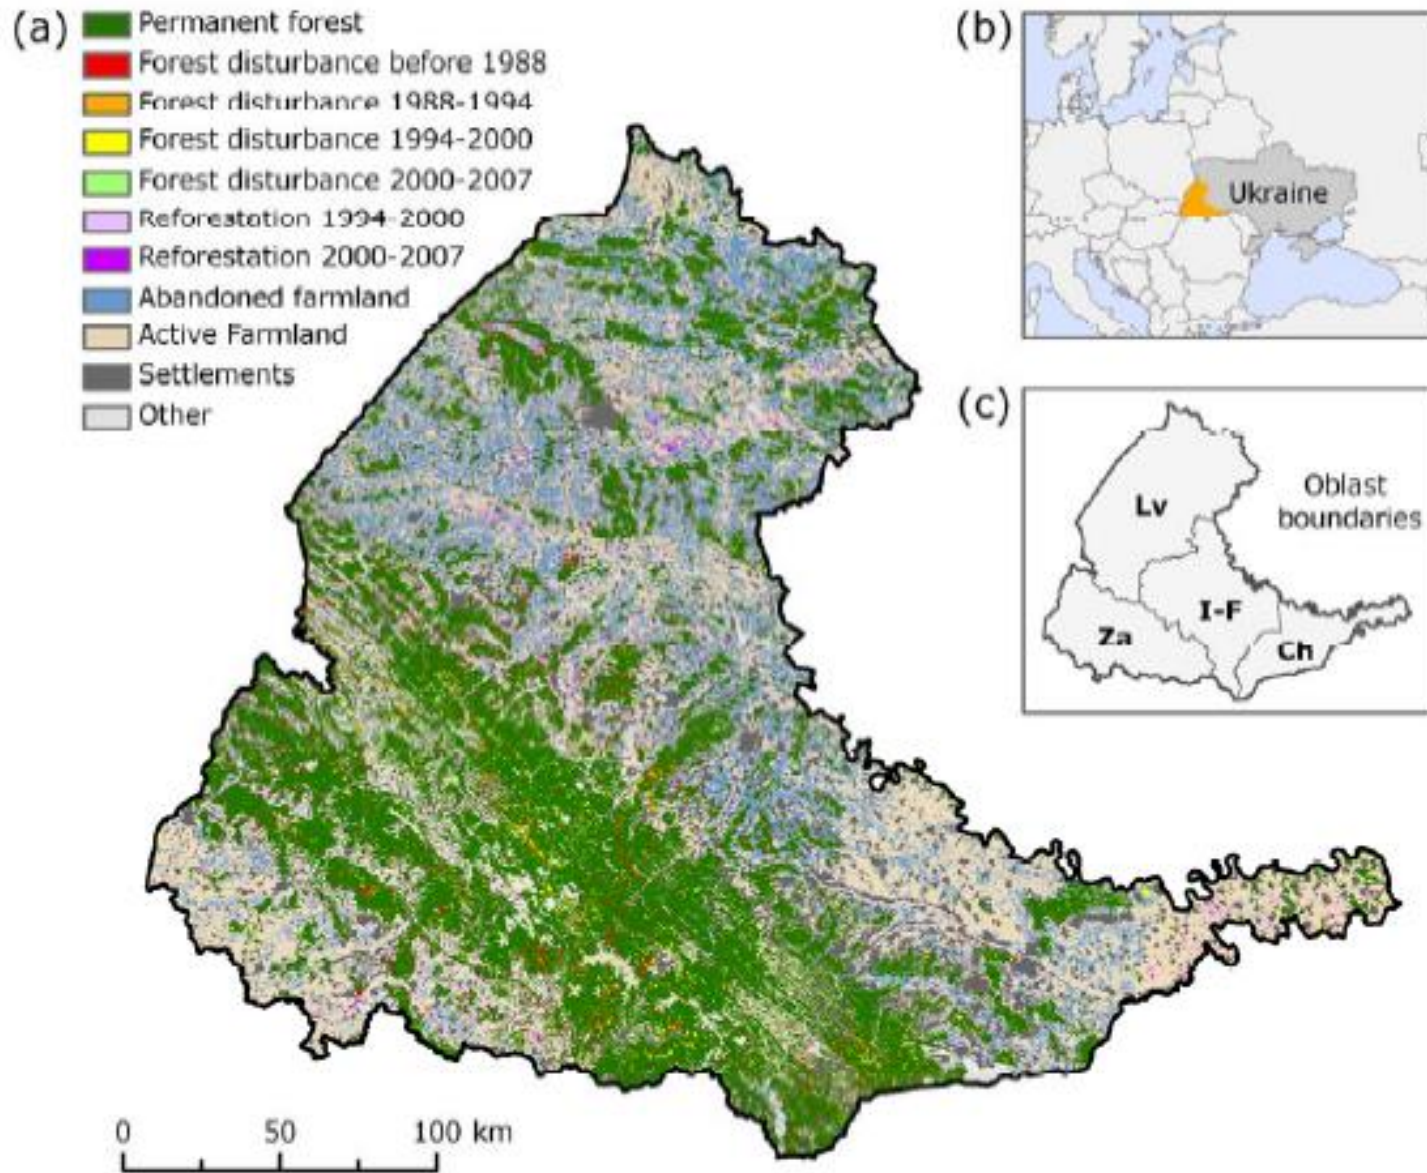 (a)
Permanent forest
Forest disturbance before 1988
Forest disturbance 1988-1994
Forest disturbance 1994-2000
Forest disturbance 2000-2007
Reforestation 1994-2000
Reforestation 2000-2007
Abandoned farmland
Active Farmland
Settlements
Other
0 50 100 km
(b)
Ukraine
(c)
Lv
Oblast
boundaries
I-F
Za
Ch